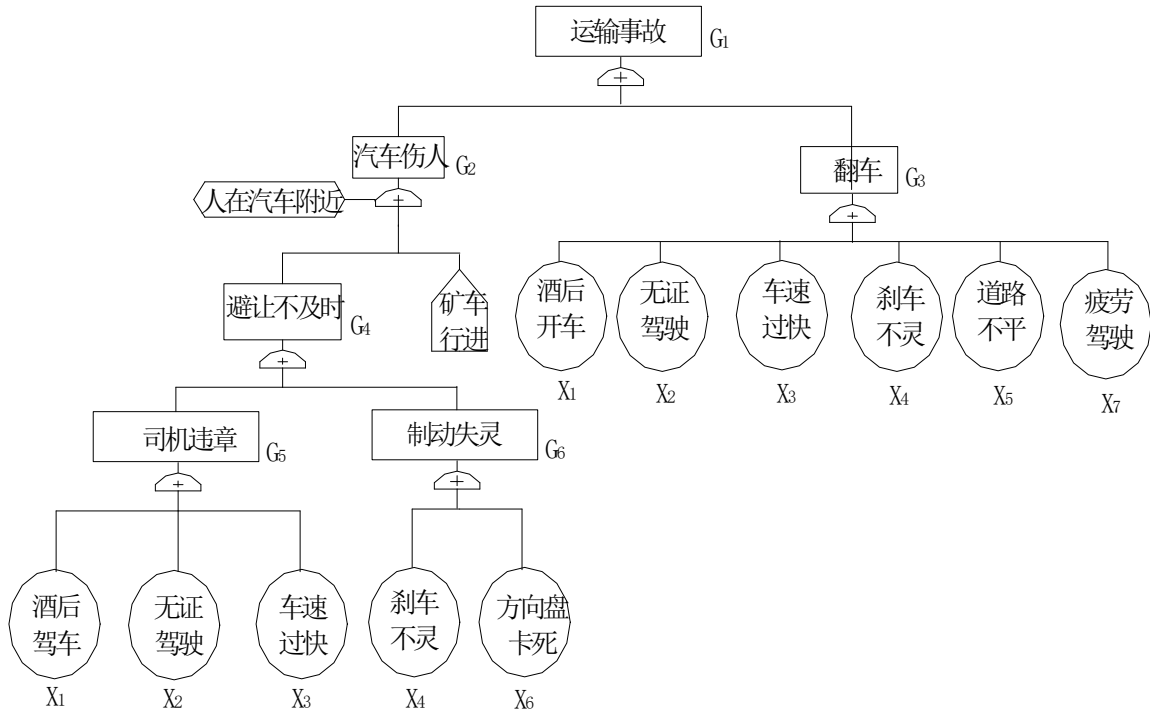 运输事故
G1
+
汽车伤人
G2
翻车
G3
人在汽车附近
+
+
避让不及时
G4
矿车
行进
酒后
开车
无证
驾驶
车速
过快
刹车
不灵
道路
不平
疲劳
驾驶
+
X1
X2
X3
X4
X5
X7
司机违章
G5
制动失灵
G6
+
+
酒后
驾车
无证
驾驶
车速
过快
刹车
不灵
方向盘
卡死
X1
X2
X3
X4
X6